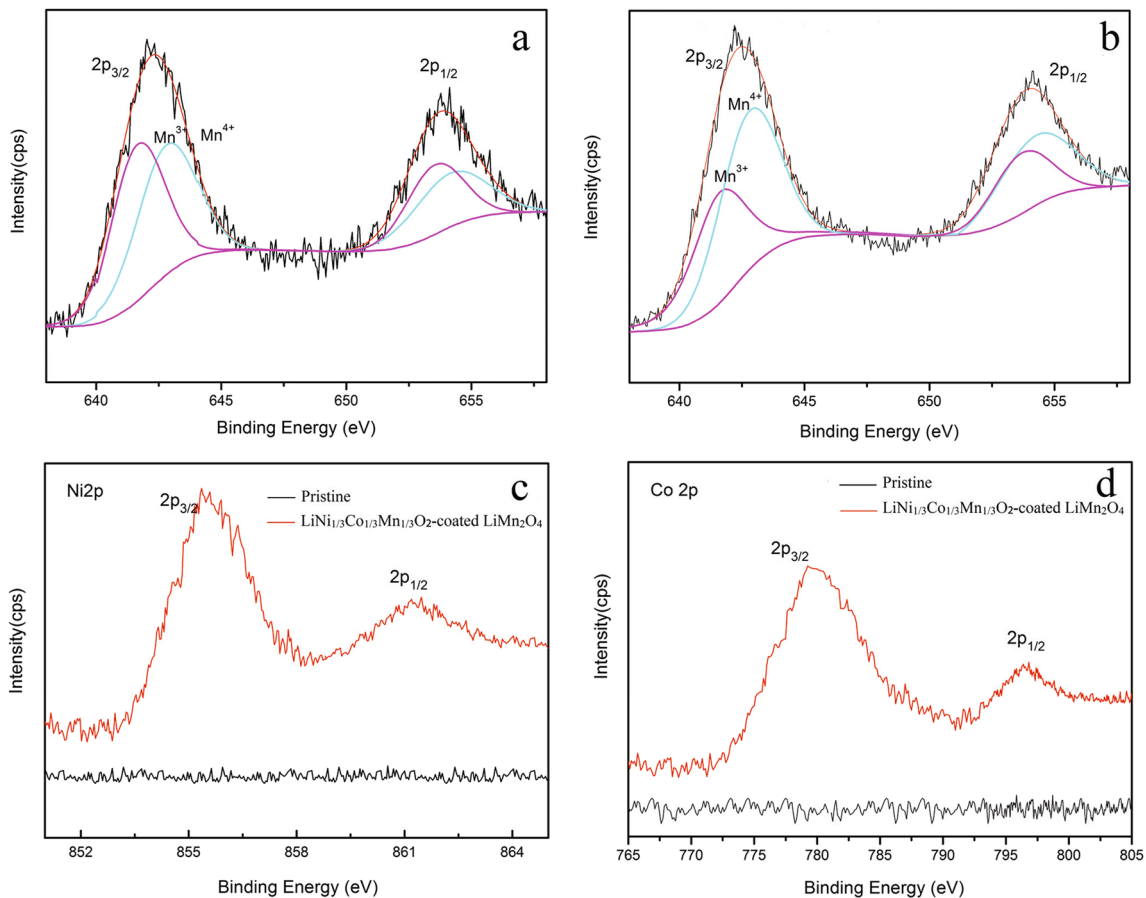 a
2p3/2
2p1/2
Mn3+
Mn4+
Intensity(cps)
640
645
650
655
Binding Energy (eV)
b
2p3/2
2p1/2
Mn4+
Mn3+
Intensity(cps)
640
645
650
655
Binding Energy (eV)
c
Ni2p
2p3/2
Pristine
LiNi1/3Co1/3Mn1/3O2-coated LiMn2O4
2p1/2
Intensity(cps)
852
855
858
861
864
Binding Energy (eV)
d
Co 2p
Pristine
LiNi1/3Co1/3Mn1/3O2-coated LiMn2O4
2p3/2
2p1/2
Intensity(cps)
765
770
775
780
785
790
795
800
805
Binding Energy (eV)